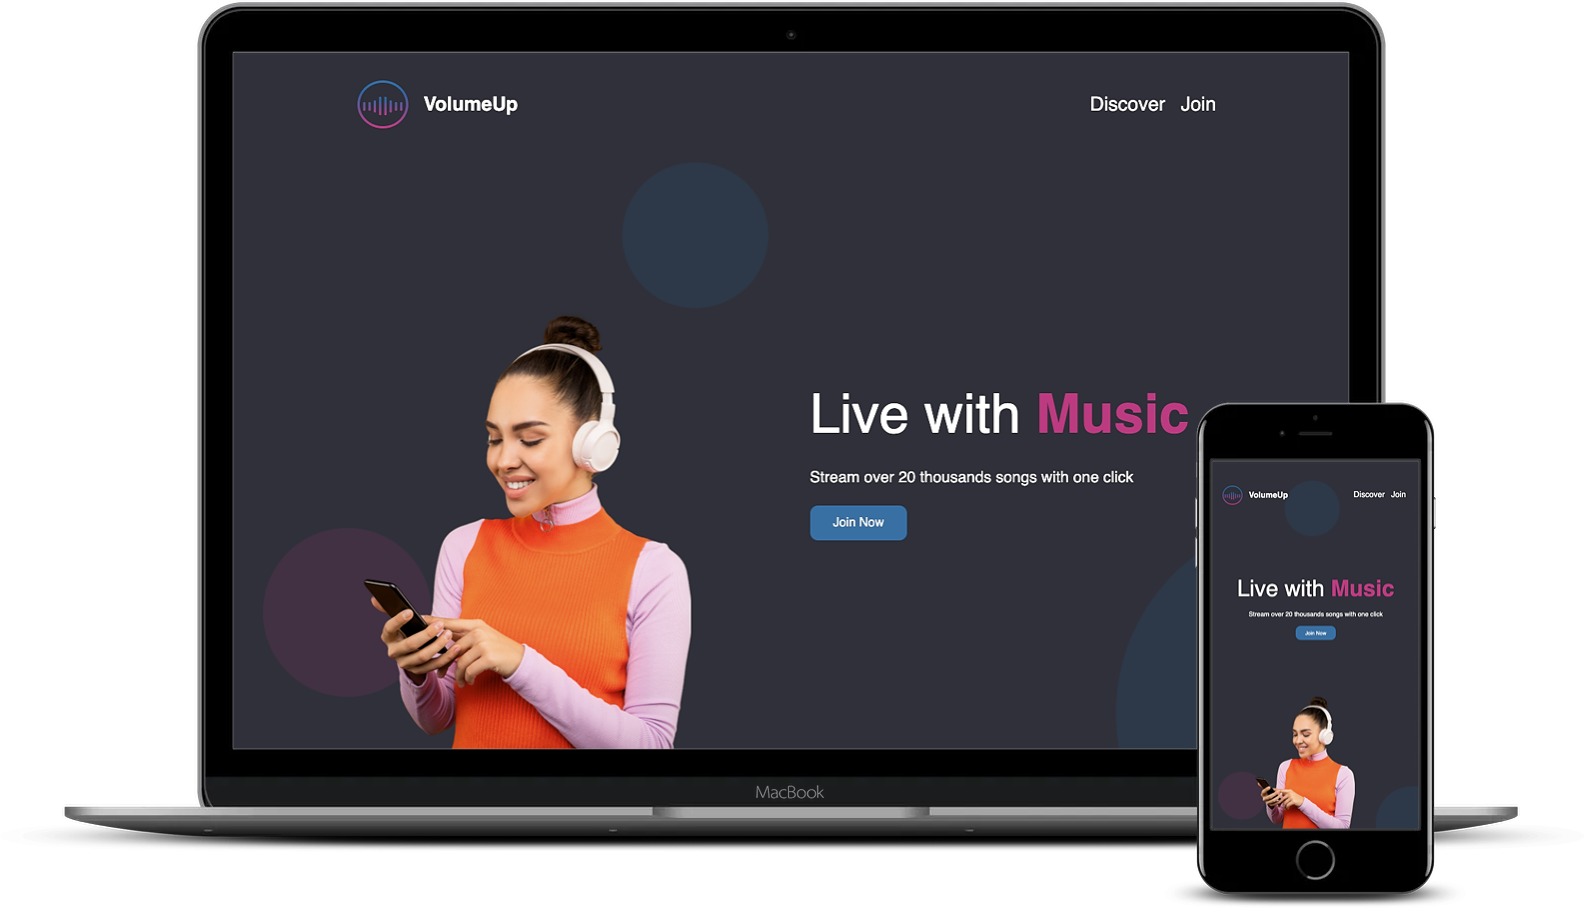 VolumeUp
Discover Join
Live with Music
Stream over 20 thousands songs with one click
Join Now
MacBook
VolumeUp
Discover Join
Live with Music
Stream over 20 thousands songs with one click
Join Now